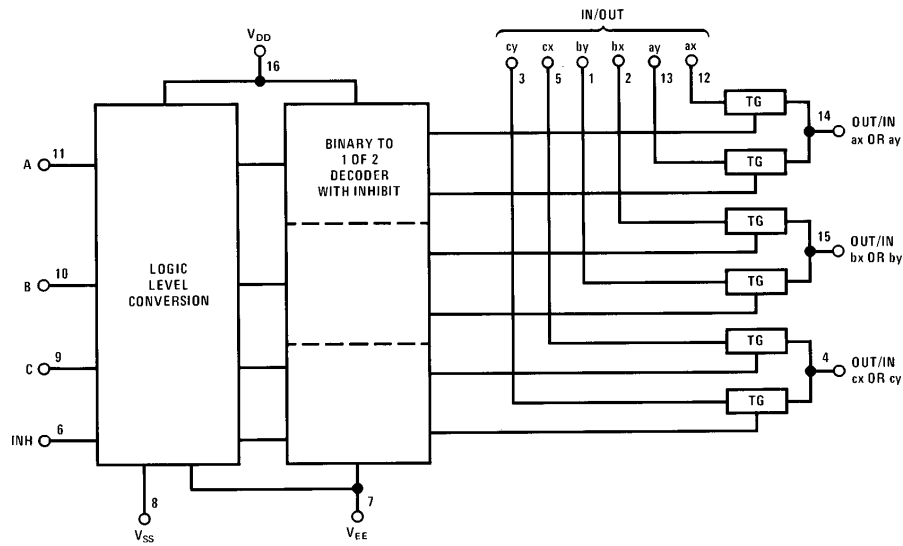 IN/OUT
V_DD
16
cy cx by bx ay ax
3 5 1 2 13 12
TG
14
OUT/IN
ax OR ay
A 11
BINARY TO
1 OF 2
DECODER
WITH INHIBIT
TG
TG
15
OUT/IN
bx OR by
B 10
LOGIC
LEVEL
CONVERSION
TG
TG
4
OUT/IN
cx OR cy
C 9
TG
INH 6
8
V_SS
7
V_EE